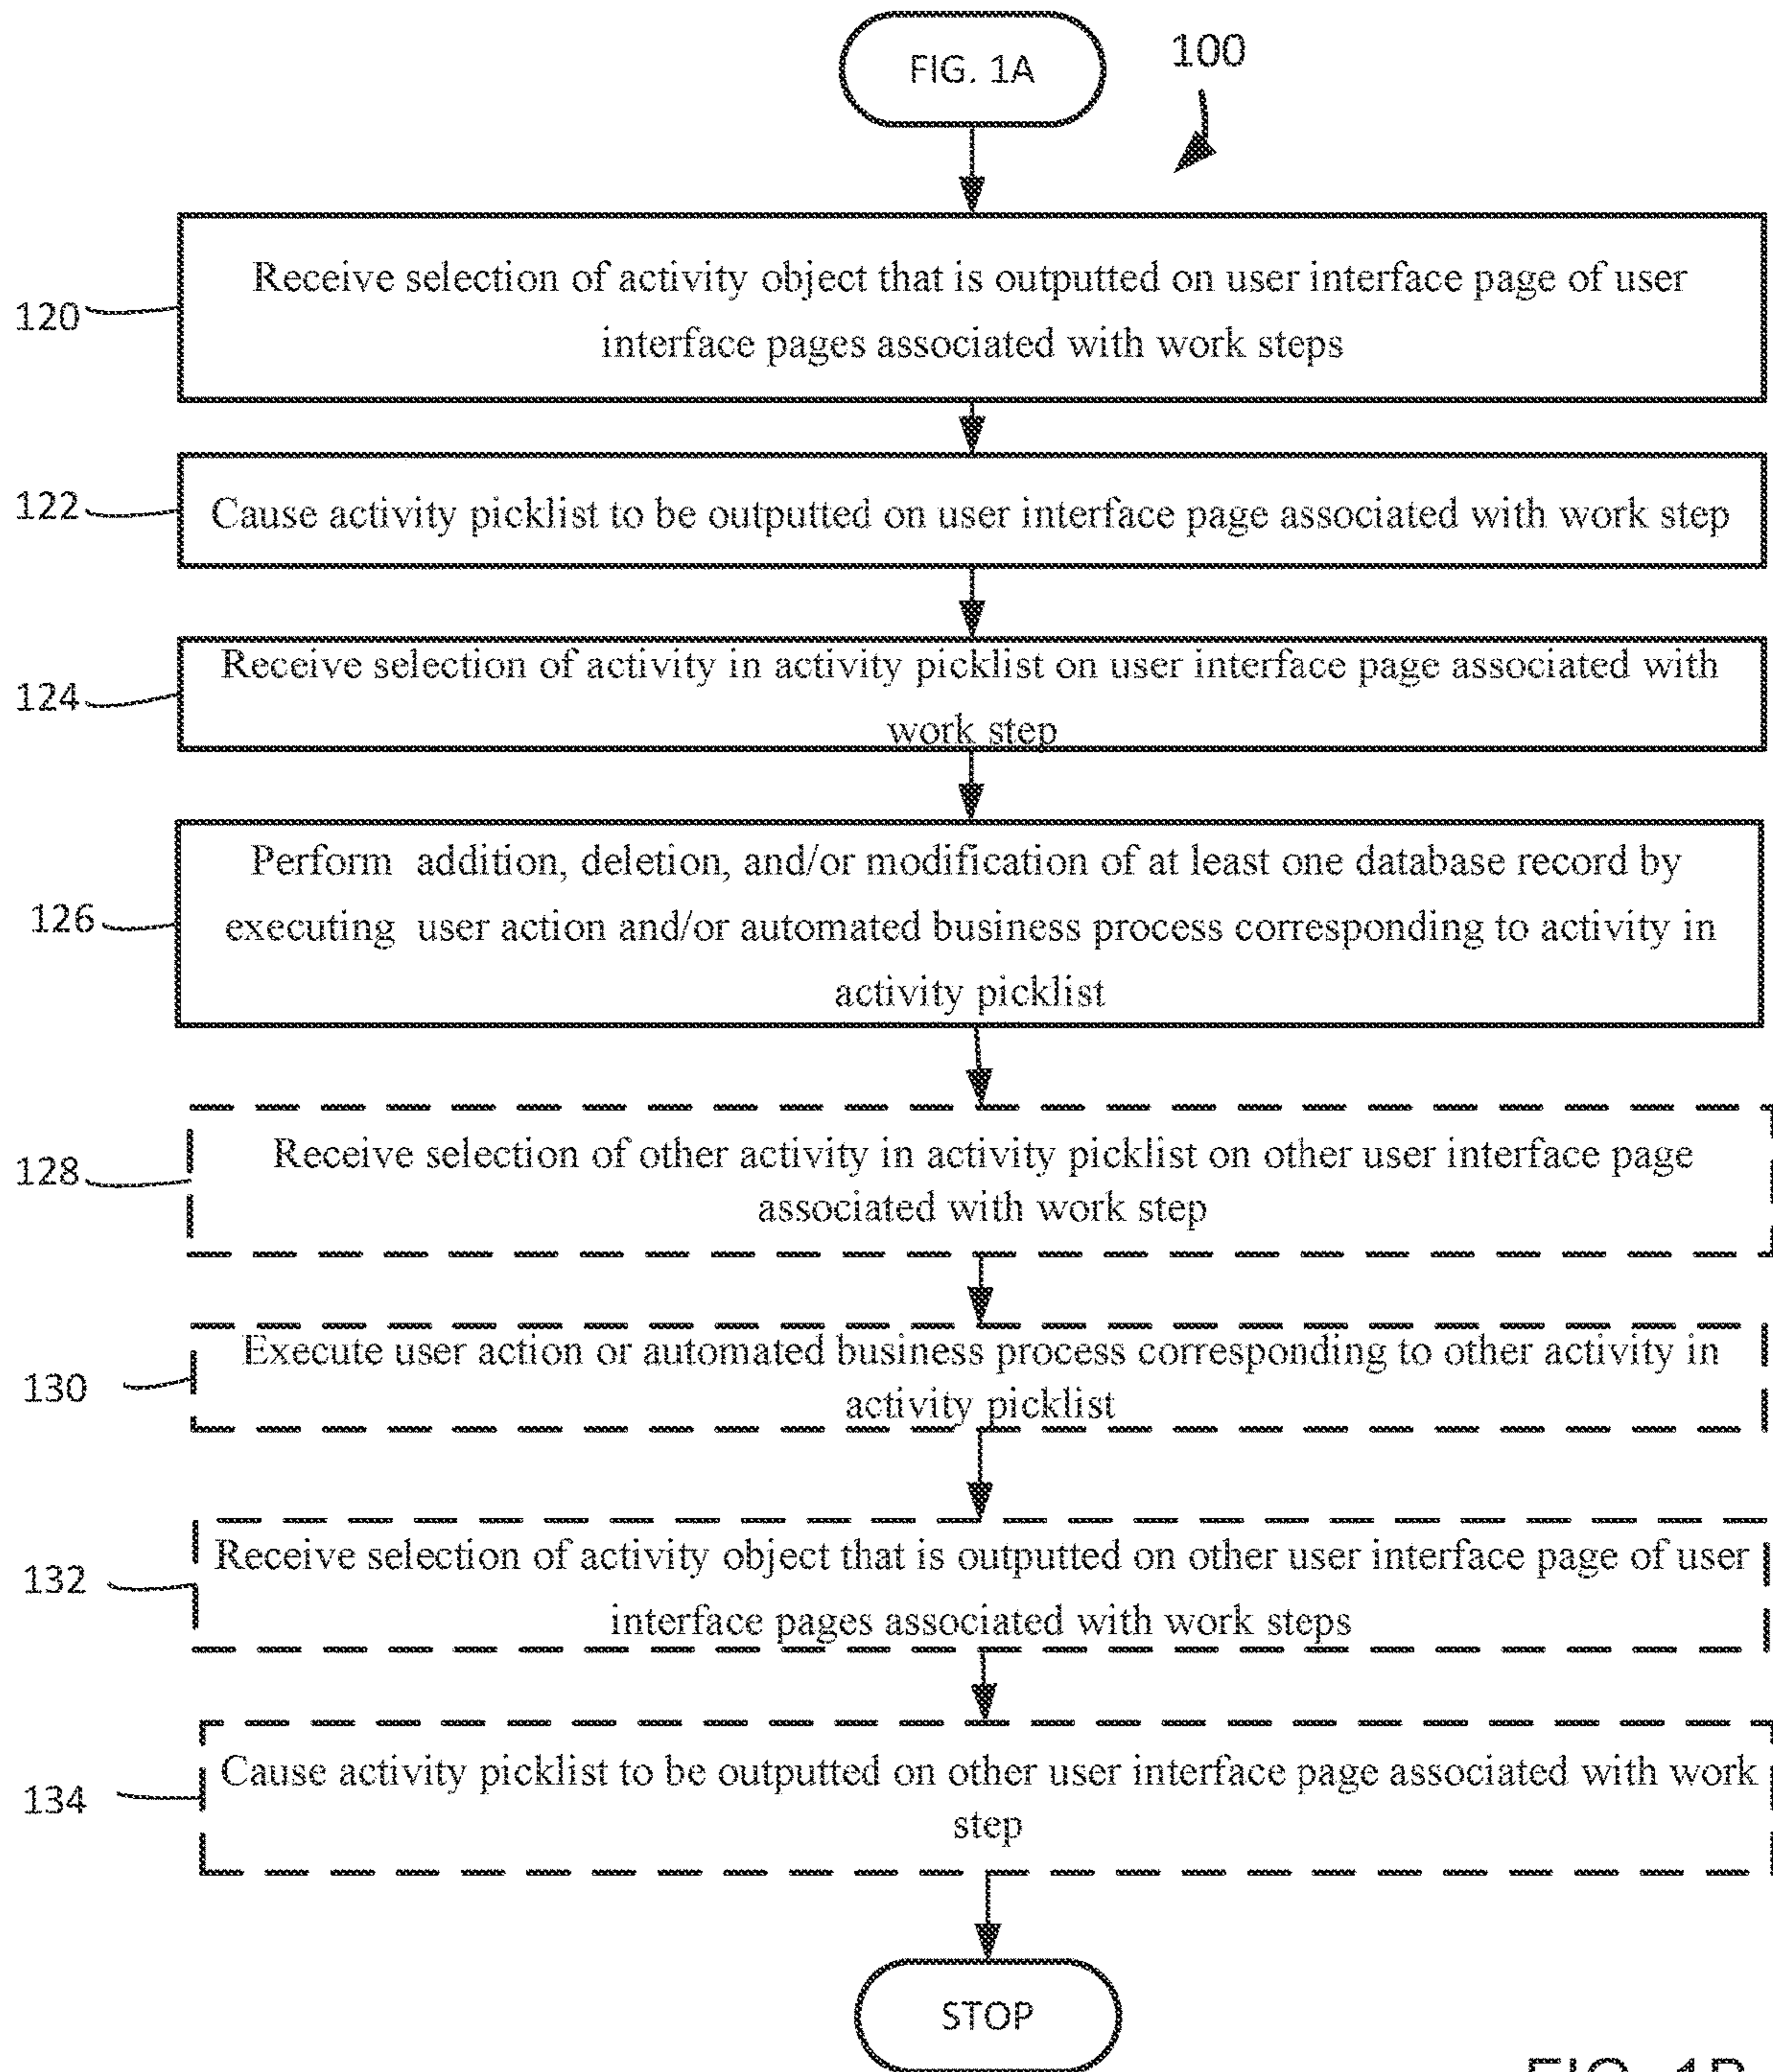 FIG. 1A
100
120
Receive selection of activity object that is outputted on user interface page of user
interface pages associated with work steps
122
Cause activity picklist to be outputted on user interface page associated with work step
124
Receive selection of activity in activity picklist on user interface page associated with
work step
126
Perform addition, deletion, and/or modification of at least one database record by
executing user action and/or automated business process corresponding to activity in
activity picklist
128
Receive selection of other activity in activity picklist on other user interface page
associated with work step
130
Execute user action or automated business process corresponding to other activity in
activity picklist
132
Receive selection of activity object that is outputted on other user interface page of user
interface pages associated with work steps
134
Cause activity picklist to be outputted on other user interface page associated with work
step
STOP
FIG. 1B